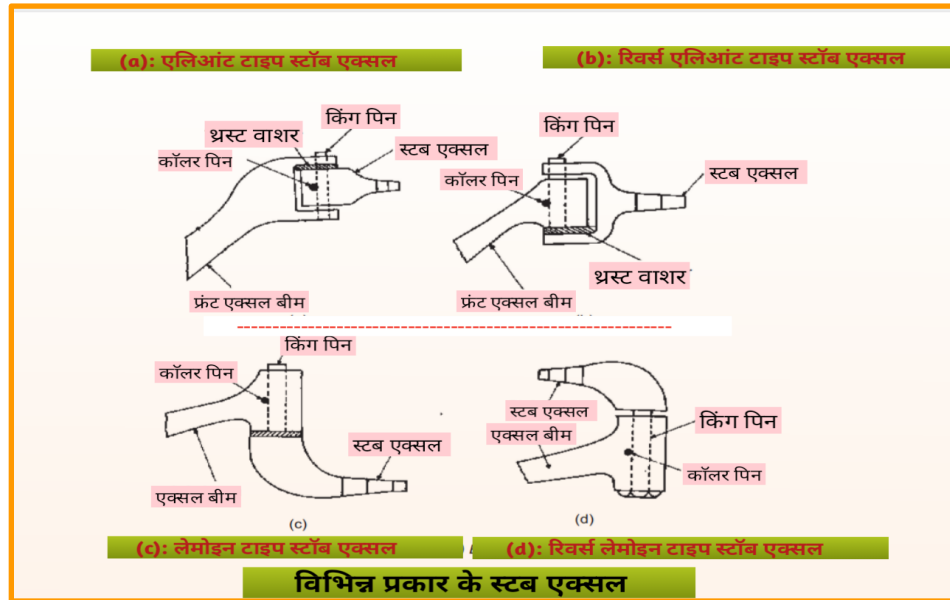 (a): एलिआंट टाइप स्टॉब एक्सल
(b): रिवर्स एलिआंट टाइप स्टॉब एक्सल
किंग पिन
थ्रस्ट वाशर
कॉलर पिन
स्टब एक्सल
फ्रंट एक्सल बीम
किंग पिन
कॉलर पिन
स्टब एक्सल
थ्रस्ट वाशर
फ्रंट एक्सल बीम
किंग पिन
कॉलर पिन
स्टब एक्सल
एक्सल बीम
(c)
स्टब एक्सल
एक्सल बीम
किंग पिन
कॉलर पिन
(d)
(c): लेमोइन टाइप स्टॉब एक्सल
(d): रिवर्स लेमोइन टाइप स्टॉब एक्सल
विभिन्न प्रकार के स्टब एक्सल